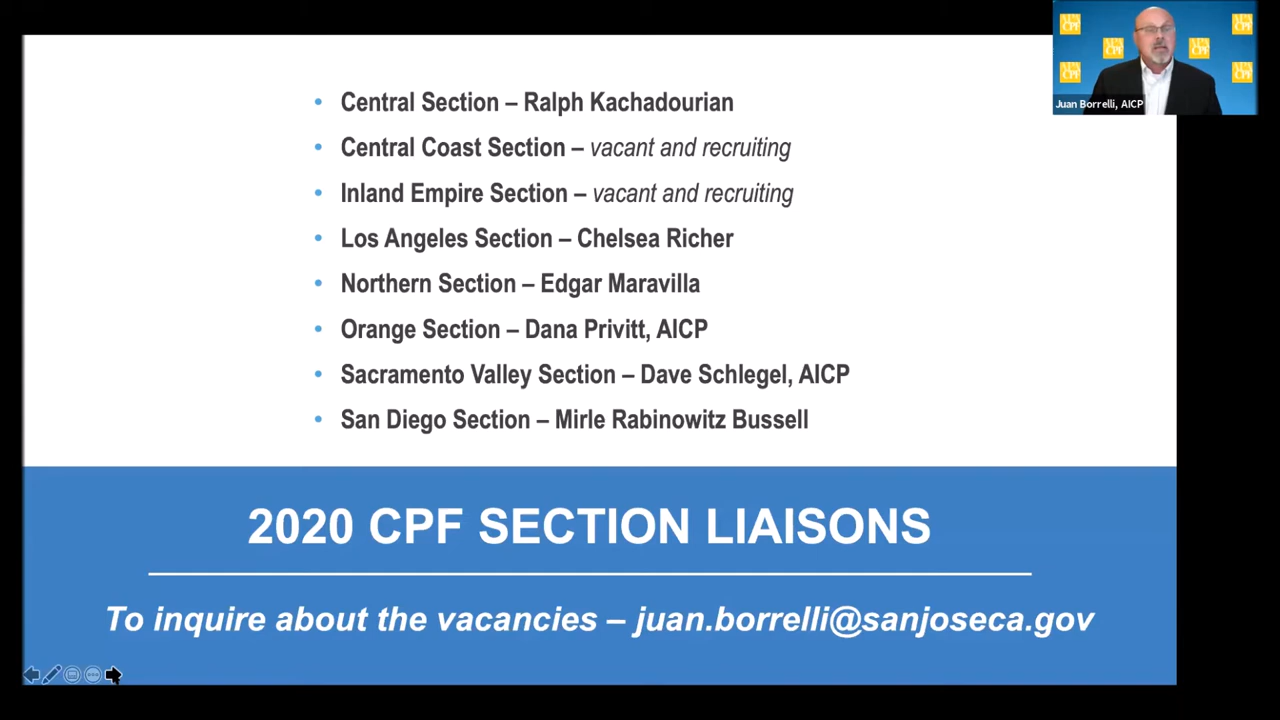 • Central Section – Ralph Kachadourian
• Central Coast Section – vacant and recruiting
• Inland Empire Section – vacant and recruiting
• Los Angeles Section – Chelsea Richer
• Northern Section – Edgar Maravilla
• Orange Section – Dana Privitt, AICP
• Sacramento Valley Section – Dave Schlegel, AICP
• San Diego Section – Mirle Rabinowitz Bussell
2020 CPF SECTION LIAISONS
To inquire about the vacancies – juan.borrelli@sanjoseca.gov
Juan Borrelli, AICP